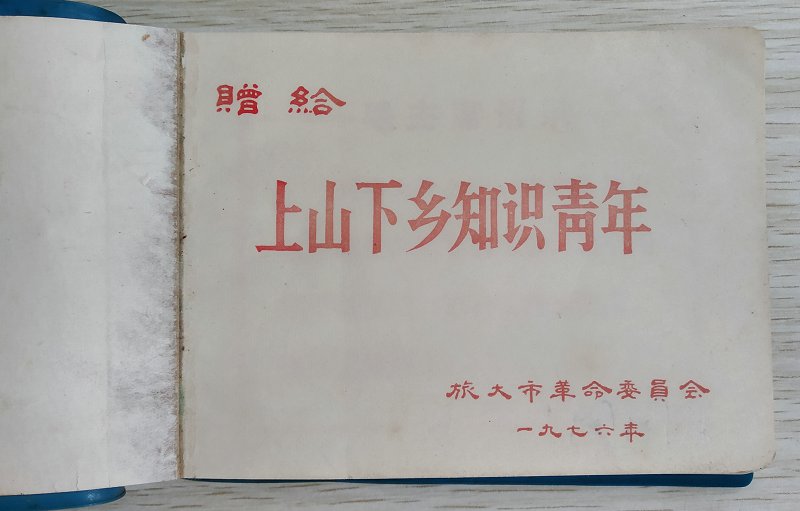 贈給
上山下乡知识青年
旅大市革命委員会
一九七六年